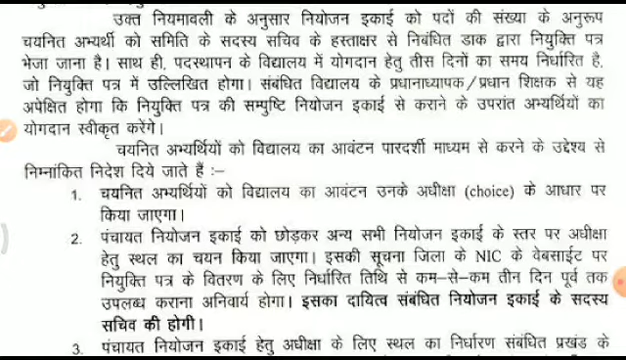 उक्त नियमावली के अनुसार नियोजन इकाई को पदों की संख्या के अनुरूप
चयनित अभ्यर्थी को समिति के सदस्य सचिव के हस्ताक्षर से निबंधित डाक द्वारा नियुक्ति पत्र
भेजा जाना है। साथ ही, पदस्थापन के विद्यालय में योगदान हेतु तीस दिनों का समय निर्धारित है,
जो नियुक्ति पत्र में उल्लिखित होगा। संबंधित विद्यालय के प्रधानाध्यापक/प्रधान शिक्षक से यह
अपेक्षित होगा कि नियुक्ति पत्र की सम्पुष्टि नियोजन इकाई से कराने के उपरांत अभ्यर्थियों का
योगदान स्वीकृत करेंगे।
चयनित अभ्यर्थियों को विद्यालय का आवंटन पारदर्शी माध्यम से करने के उद्देश्य से
निम्नांकित निदेश दिये जाते हैं :–
1. चयनित अभ्यर्थियों को विद्यालय का आवंटन उनके अधीक्षा (choice) के आधार पर
किया जाएगा।
2. पंचायत नियोजन इकाई को छोड़कर अन्य सभी नियोजन इकाई के स्तर पर अधीक्षा
हेतु स्थल का चयन किया जाएगा। इसकी सूचना जिला के NIC के वेबसाईट पर
नियुक्ति पत्र के वितरण के लिए निर्धारित तिथि से कम–से–कम तीन दिन पूर्व तक
उपलब्ध कराना अनिवार्य होगा। इसका दायित्व संबंधित नियोजन इकाई के सदस्य
सचिव की होगी।
3. पंचायत नियोजन इकाई हेतु अधीक्षा के लिए स्थल का निर्धारण संबंधित प्रखंड के